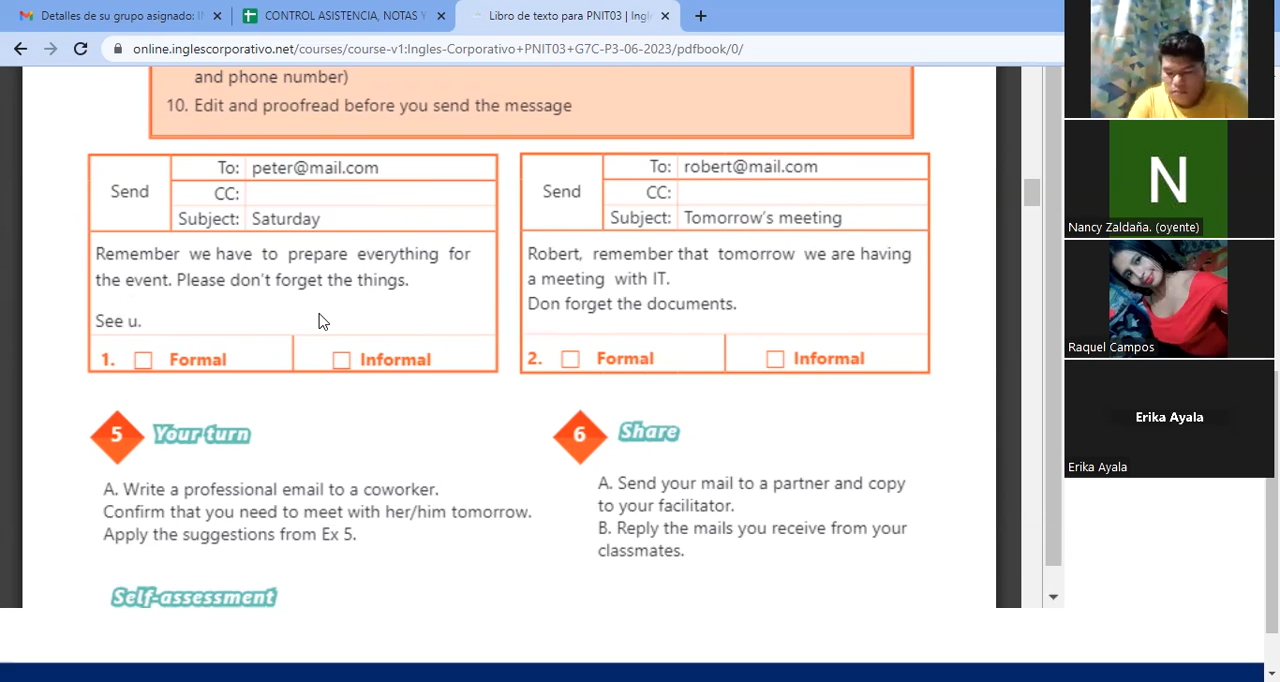 Detalles de su grupo asignado: I
CONTROL ASISTENCIA, NOTAS Y
Libro de texto para PNIT03 | Ingl
online.inglescorporativo.net/courses/course-v1:Ingles-Corporativo+PNIT03+G7C-P3-06-2023/pdfbook/0/
and phone number)
10. Edit and proofread before you send the message
Send
To: peter@mail.com
CC:
Subject: Saturday
Remember we have to prepare everything for
the event. Please don't forget the things.
See u.
1. Formal Informal
Send
To: robert@mail.com
CC:
Subject: Tomorrow's meeting
Robert, remember that tomorrow we are having
a meeting with IT.
Don forget the documents.
2. Formal Informal
5 Your turn
A. Write a professional email to a coworker.
Confirm that you need to meet with her/him tomorrow.
Apply the suggestions from Ex 5.
6 Share
A. Send your mail to a partner and copy
to your facilitator.
B. Reply the mails you receive from your
classmates.
Self-assessment
N
Nancy Zaldaña. (oyente)
Raquel Campos
Erika Ayala
Erika Ayala